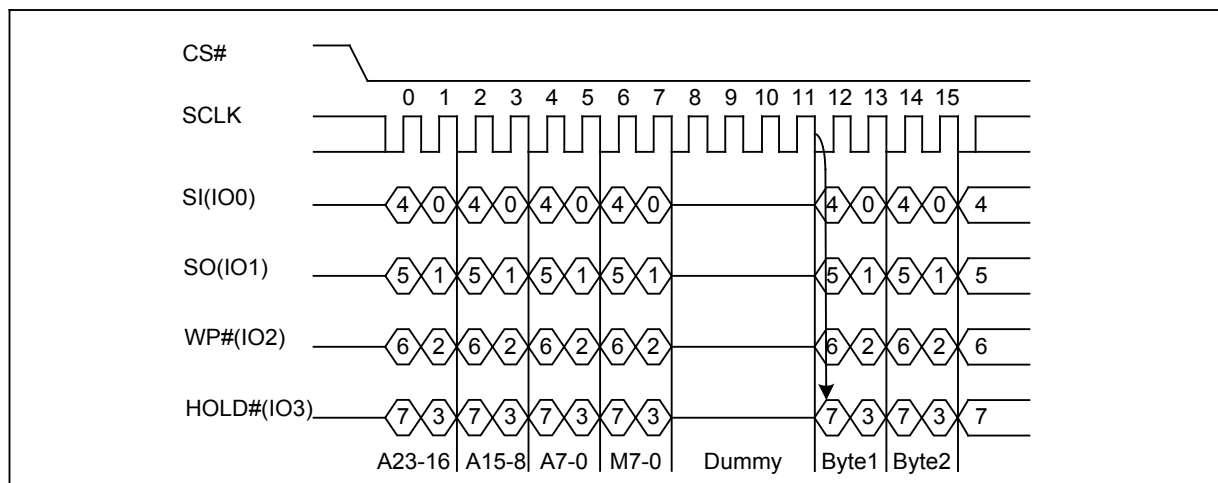 CS#
0 1 2 3 4 5 6 7 8 9 10 11 12 13 14 15
SCLK
SI(IO0) 4 0 4 0 4 0 4 0 4 0 4 0 4
SO(IO1) 5 1 5 1 5 1 5 1 5 1 5 1 5
WP#(IO2) 6 2 6 2 6 2 6 2 6 2 6 2 6
HOLD#(IO3) 7 3 7 3 7 3 7 3 7 3 7 3 7
A23-16 A15-8 A7-0 M7-0 Dummy Byte1 Byte2